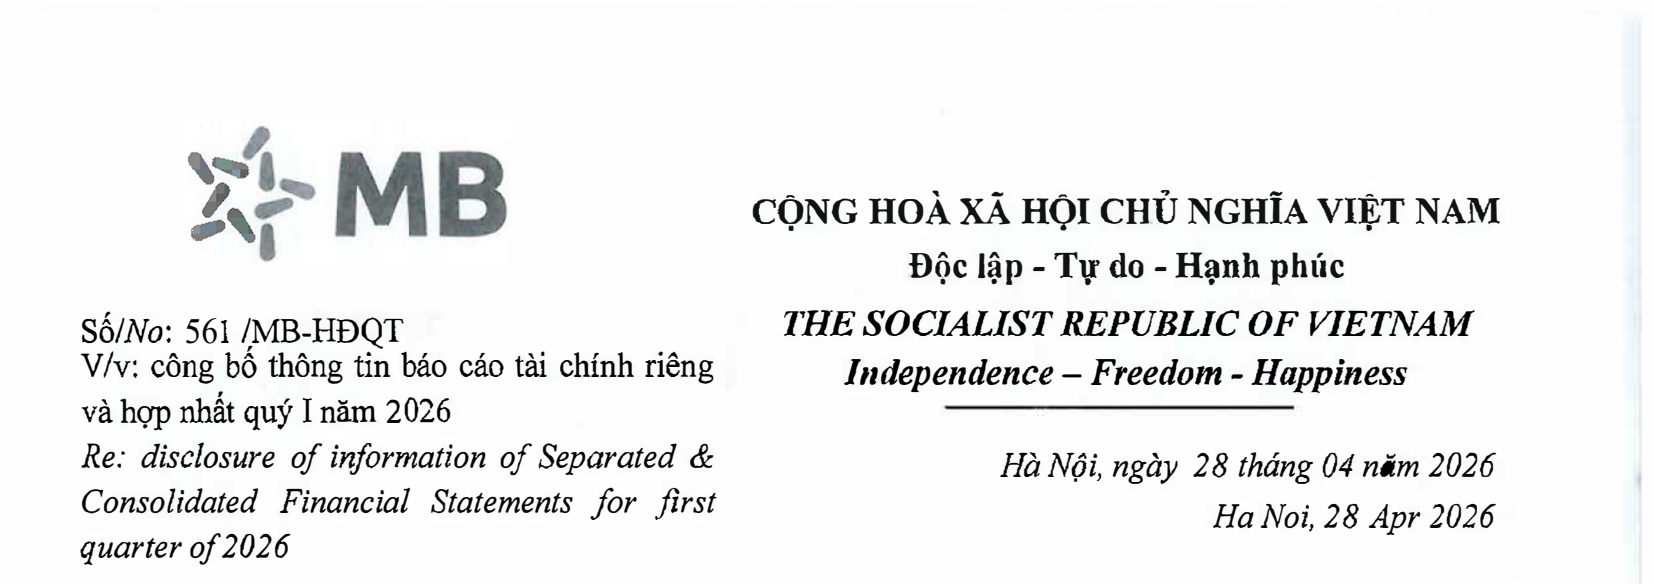 MB
Số/No: 561 /MB-HĐQT
V/v: công bố thông tin báo cáo tài chính riêng
và hợp nhất quý I năm 2026
Re: disclosure of information of Separated &
Consolidated Financial Statements for first
quarter of 2026
CỘNG HOÀ XÃ HỘI CHỦ NGHĨA VIỆT NAM
Độc lập - Tự do - Hạnh phúc
THE SOCIALIST REPUBLIC OF VIETNAM
Independence – Freedom - Happiness
Hà Nội, ngày 28 tháng 04 năm 2026
Ha Noi, 28 Apr 2026